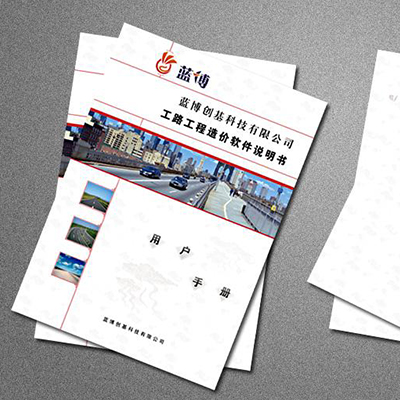 蓝博
蓝博创基科技有限公司
工路工程造价软件说明书
用户
手册
蓝博创基科技有限公司